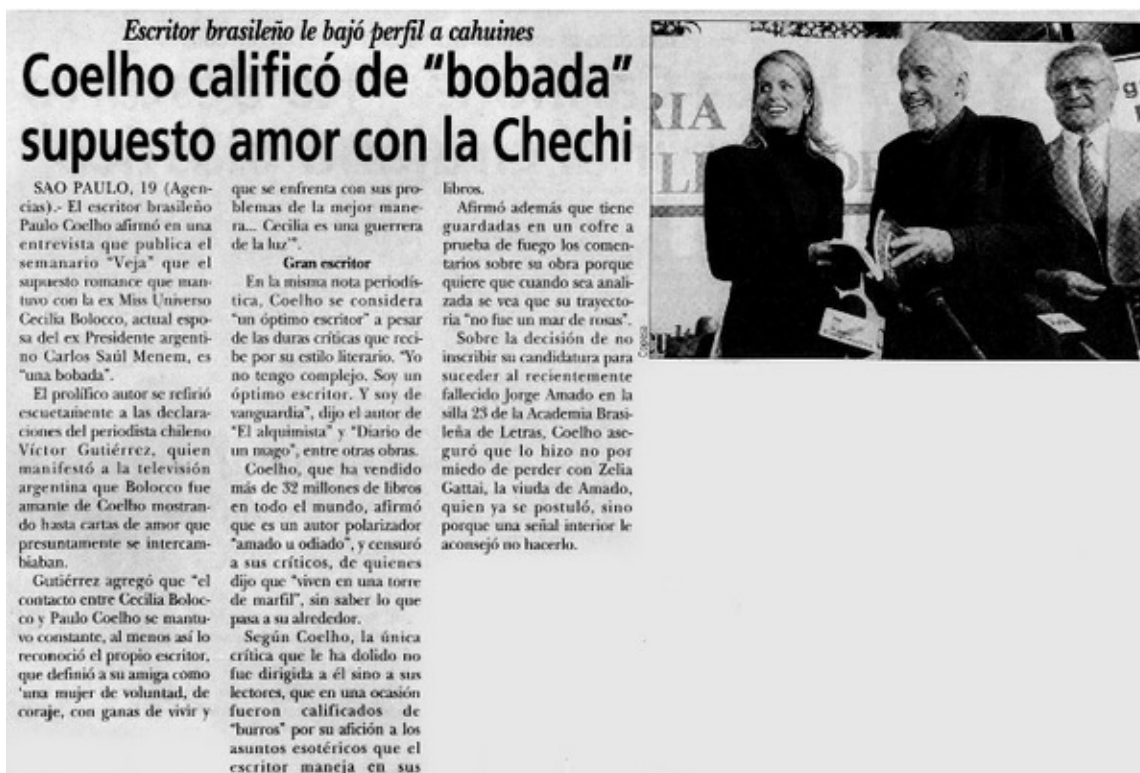 Escritor brasileño le bajó perfil a cahuines
Coelho calificó de "bobada"
supuesto amor con la Chechi
SAO PAULO, 19 (Agen-
cias).- El escritor brasileño
Paulo Coelho afirmó en una
entrevista que publica el
semanario "Veja" que el
supuesto romance que man-
tuvo con la ex Miss Universo
Cecilia Bolocco, actual espo-
sa del ex Presidente argenti-
no Carlos Saúl Menem, es
"una bobada".
El prolífico autor se refirió
escuetamente a las declara-
ciones del periodista chileno
Víctor Gutiérrez, quien
manifestó a la televisión
argentina que Bolocco fue
amante de Coelho mostran-
do hasta cartas de amor que
presuntamente se intercam-
biaban.
Gutiérrez agregó que "el
contacto entre Cecilia Boloc-
co y Paulo Coelho se mantu-
vo constante, al menos así lo
reconoció el propio escritor,
que definió a su amiga como
'una mujer de voluntad, de
coraje, con ganas de vivir y
que se enfrenta con sus pro-
blemas de la mejor mane-
ra... Cecilia es una guerrera
de la luz'".
Gran escritor
En la misma nota periodís-
tica, Coelho se considera
"un óptimo escritor" a pesar
de las duras críticas que reci-
be por su estilo literario. "Yo
no tengo complejo. Soy un
óptimo escritor. Y soy de
vanguardia", dijo el autor de
"El alquimista" y "Diario de
un mago", entre otras obras.
Coelho, que ha vendido
más de 32 millones de libros
en todo el mundo, afirmó
que es un autor polarizador
"amado u odiado", y censuró
a sus críticos, de quienes
dijo que "viven en una torre
de marfil", sin saber lo que
pasa a su alrededor.
Según Coelho, la única
crítica que le ha dolido no
fue dirigida a él sino a sus
lectores, que en una ocasión
fueron calificados de
"burros" por su afición a los
asuntos esotéricos que el
escritor maneja en sus
libros.
Afirmó además que tiene
guardadas en un cofre a
prueba de fuego los comen-
tarios sobre su obra porque
quiere que cuando sea anali-
zada se vea que su trayecto-
ria "no fue un mar de rosas".
Sobre la decisión de no
inscribir su candidatura para
suceder al recientemente
fallecido Jorge Amado en la
silla 23 de la Academia Brasi-
leña de Letras, Coelho ase-
guró que lo hizo no por
miedo de perder con Zelia
Gattai, la viuda de Amado,
quien ya se postuló, sino
porque una señal interior le
aconsejó no hacerlo.
RIA
Copesa